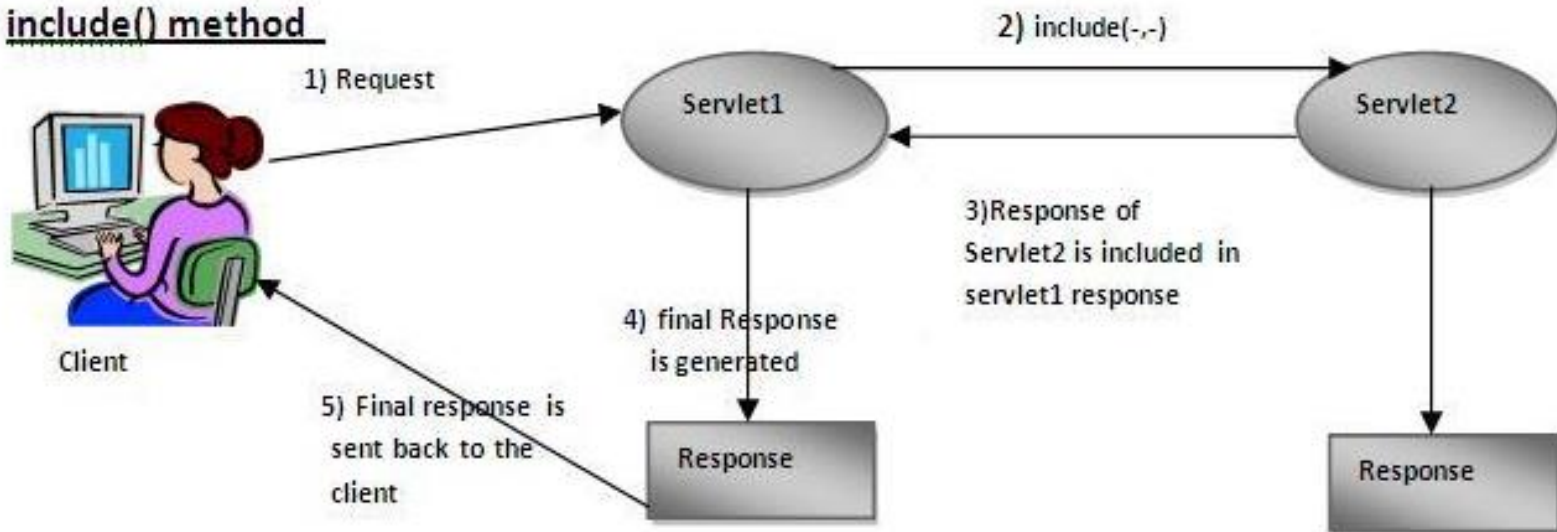 include() method
2) include(-,-)
1) Request
Servlet1
Servlet2
3)Response of
Servlet2 is included in
servlet1 response
4) final Response
is generated
Client
5) Final response is
sent back to the
client
Response
Response